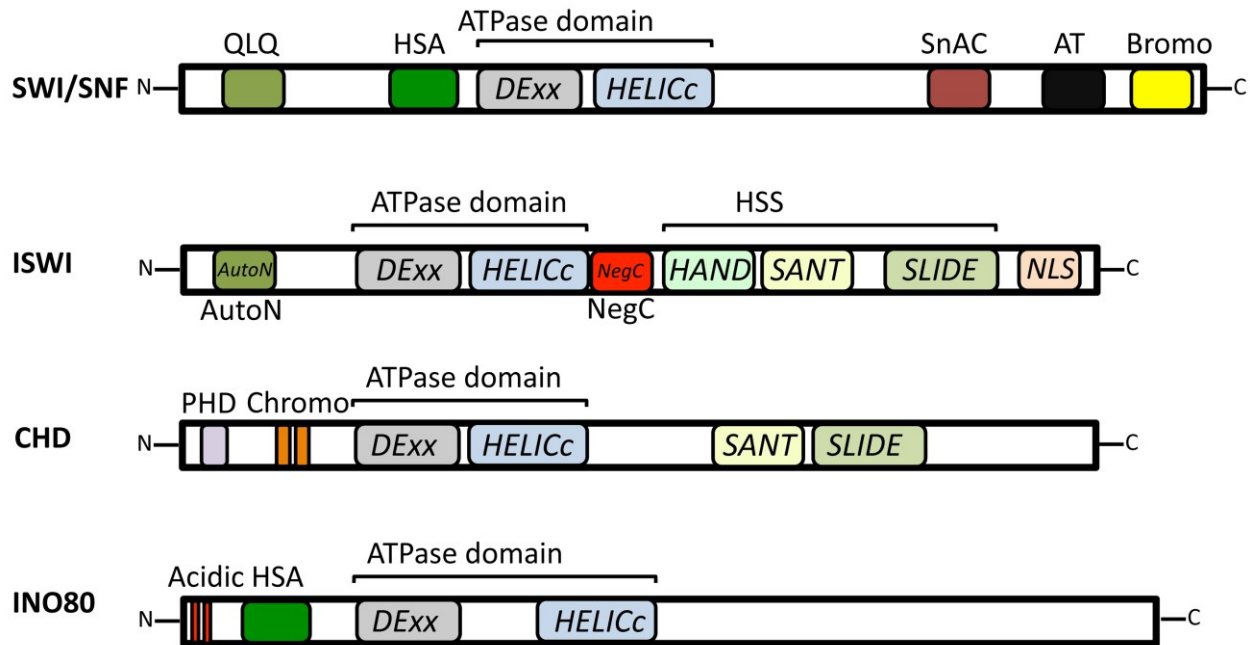 ATPase domain
QLQ HSA SnAC AT Bromo
SWI/SNF N DExx HELICc C
ATPase domain HSS
ISWI N AutoN DExx HELICc NegC HAND SANT SLIDE NLS C
AutoN NegC
ATPase domain
PHD Chromo
CHD N DExx HELICc SANT SLIDE C
ATPase domain
Acidic HSA
INO80 N DExx HELICc C